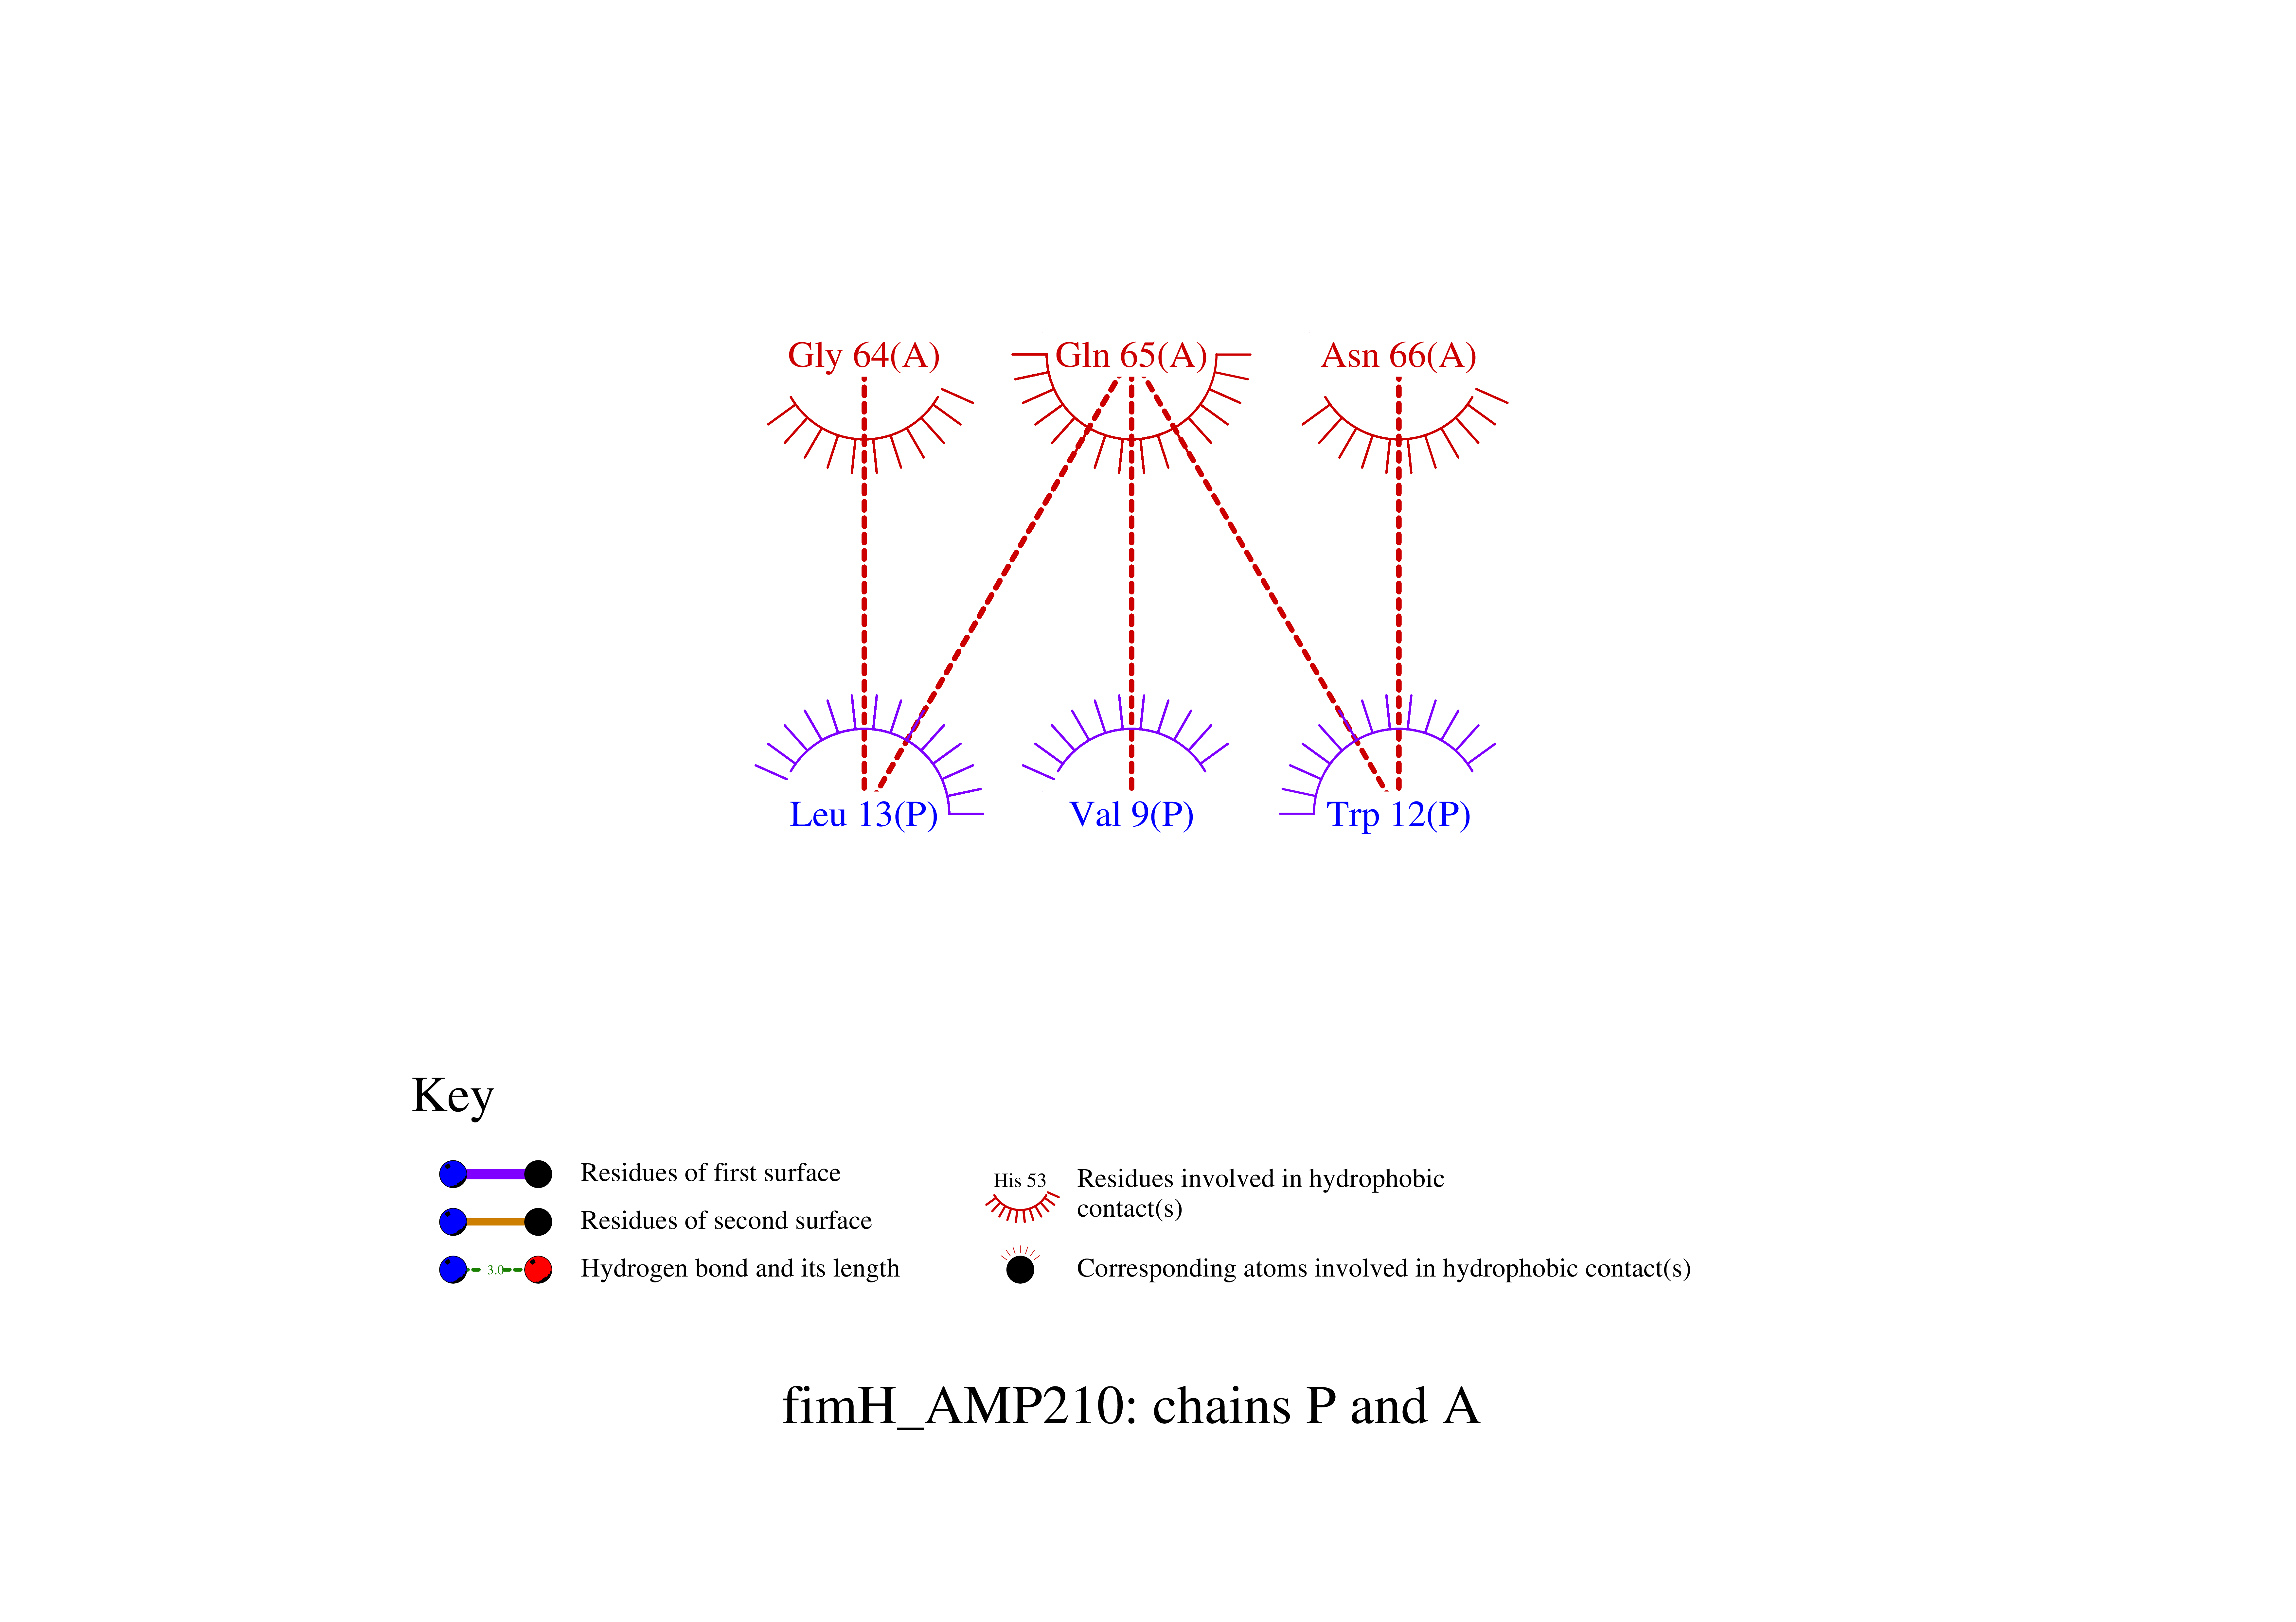 Gly 64(A) Gln 65(A) Asn 66(A)
Leu 13(P) Val 9(P) Trp 12(P)
Key
Residues of first surface
Residues of second surface
3.0 Hydrogen bond and its length
His 53 Residues involved in hydrophobic
contact(s)
Corresponding atoms involved in hydrophobic contact(s)
fimH_AMP210: chains P and A